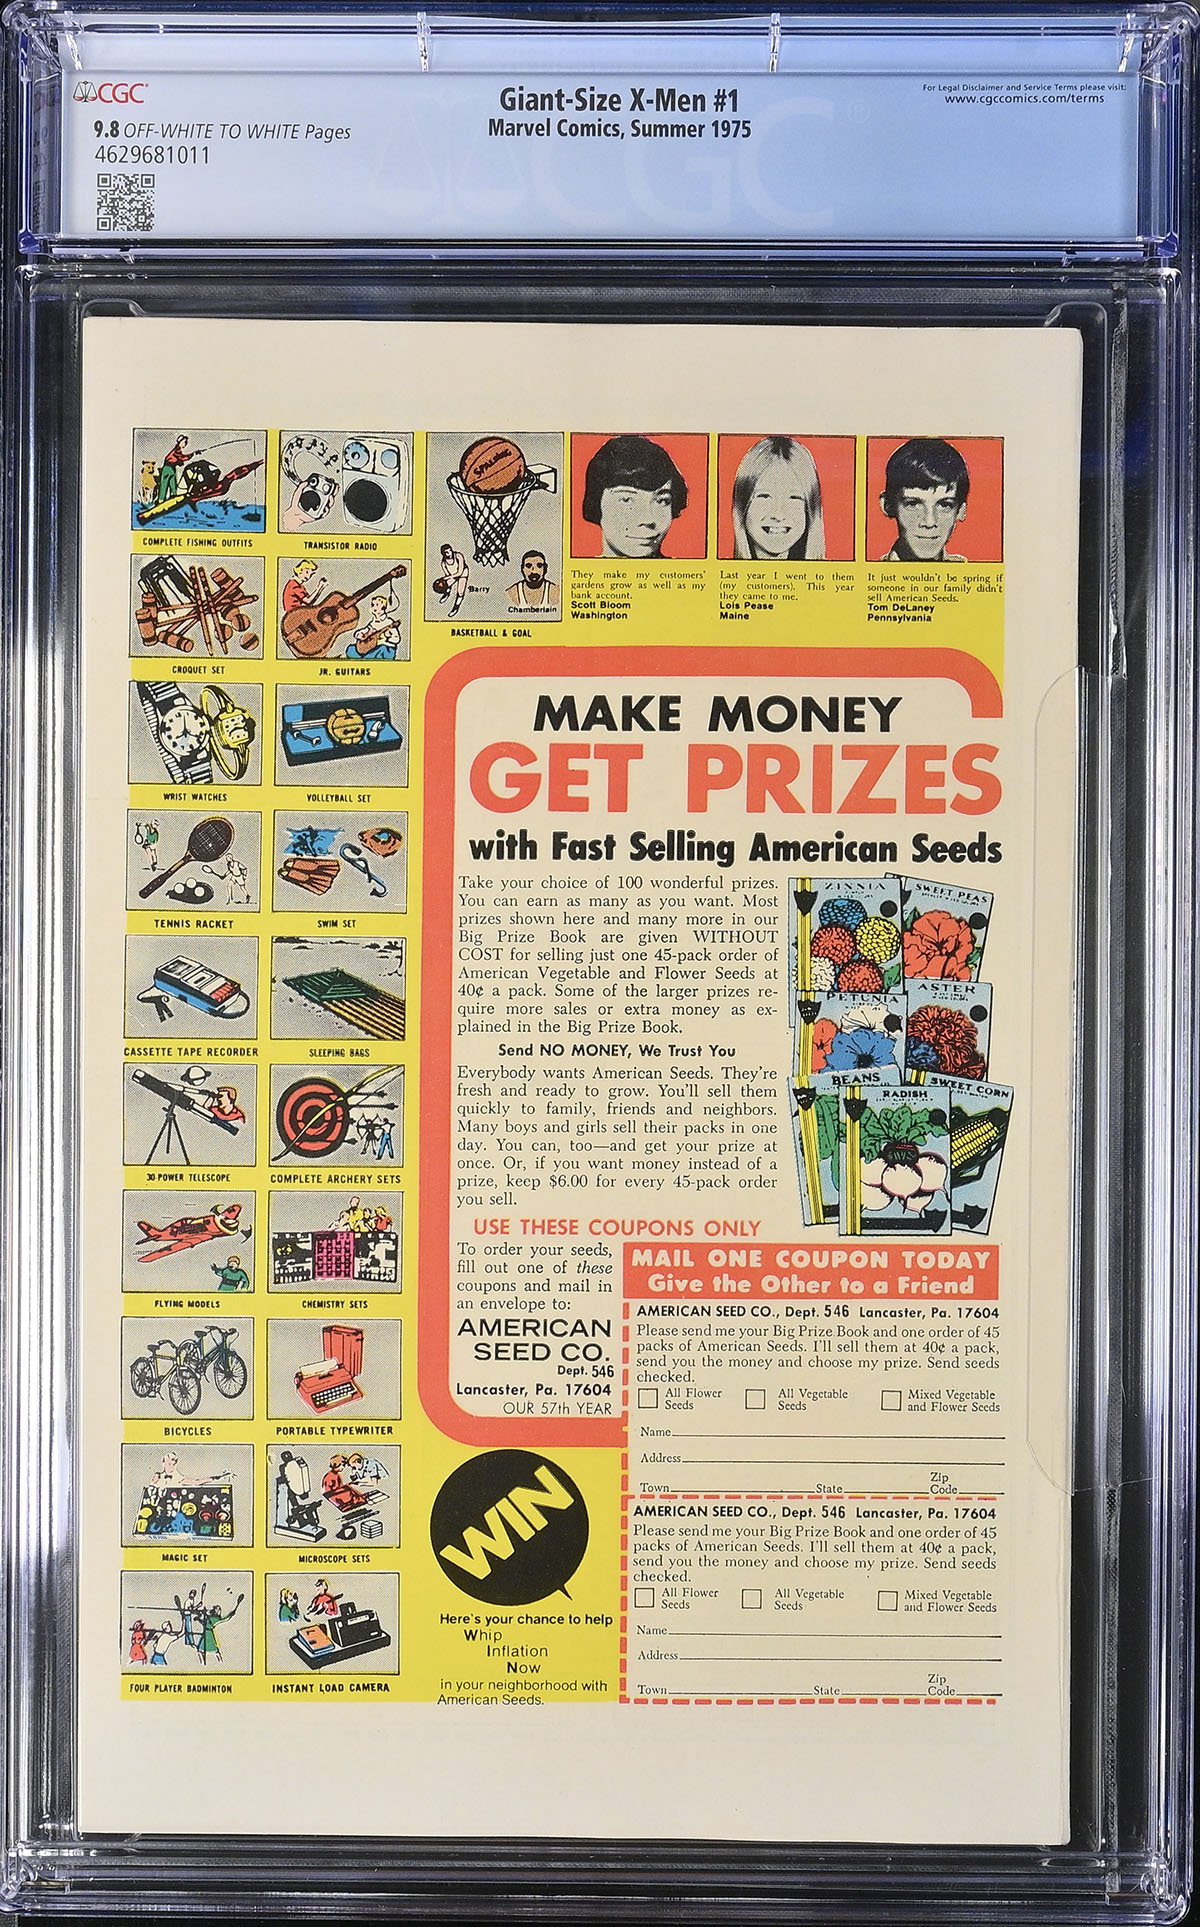 CGC
9.8 OFF-WHITE TO WHITE Pages
4629681011
Giant-Size X-Men #1
Marvel Comics, Summer 1975
For Legal Disclaimer and Service Terms please visit:
www.cgccomics.com/terms
CGC
COMPLETE FISHING OUTFITS
TRANSISTOR RADIO
CROQUET SET
JR. GUITARS
WRIST WATCHES
VOLLEYBALL SET
TENNIS RACKET
SWIM SET
CASSETTE TAPE RECORDER
SLEEPING BAGS
30 POWER TELESCOPE
COMPLETE ARCHERY SETS
FLYING MODELS
CHEMISTRY SETS
BICYCLES
PORTABLE TYPEWRITER
MAGIC SET
MICROSCOPE SETS
FOUR PLAYER BADMINTON
INSTANT LOAD CAMERA
SPALDING
Barry
Chamberlain
BASKETBALL & GOAL
They make my customers'
gardens grow as well as my
bank account.
Scott Bloom
Washington
Last year I went to them
(my customers). This year
they came to me.
Lois Pease
Maine
It just wouldn't be spring if
someone in our family didn't
sell American Seeds.
Tom DeLaney
Pennsylvania
MAKE MONEY
GET PRIZES
with Fast Selling American Seeds
Take your choice of 100 wonderful prizes.
You can earn as many as you want. Most
prizes shown here and many more in our
Big Prize Book are given WITHOUT
COST for selling just one 45-pack order of
American Vegetable and Flower Seeds at
40¢ a pack. Some of the larger prizes re-
quire more sales or extra money as ex-
plained in the Big Prize Book.
Send NO MONEY, We Trust You
Everybody wants American Seeds. They're
fresh and ready to grow. You'll sell them
quickly to family, friends and neighbors.
Many boys and girls sell their packs in one
day. You can, too—and get your prize at
once. Or, if you want money instead of a
prize, keep $6.00 for every 45-pack order
you sell.
ZINNIA
SWEET PEAS
PETUNIA
ASTER
BEANS
RADISH
SWEET CORN
USE THESE COUPONS ONLY
To order your seeds,
fill out one of these
coupons and mail in
an envelope to:
AMERICAN
SEED CO.
Dept. 546
Lancaster, Pa. 17604
OUR 57th YEAR
WIN
Here's your chance to help
Whip
Inflation
Now
in your neighborhood with
American Seeds.
MAIL ONE COUPON TODAY
Give the Other to a Friend
AMERICAN SEED CO., Dept. 546 Lancaster, Pa. 17604
Please send me your Big Prize Book and one order of 45
packs of American Seeds. I'll sell them at 40¢ a pack,
send you the money and choose my prize. Send seeds
checked.
All Flower Seeds
All Vegetable Seeds
Mixed Vegetable and Flower Seeds
Name
Address
Town State Zip Code
AMERICAN SEED CO., Dept. 546 Lancaster, Pa. 17604
Please send me your Big Prize Book and one order of 45
packs of American Seeds. I'll sell them at 40¢ a pack,
send you the money and choose my prize. Send seeds
checked.
All Flower Seeds
All Vegetable Seeds
Mixed Vegetable and Flower Seeds
Name
Address
Town State Zip Code